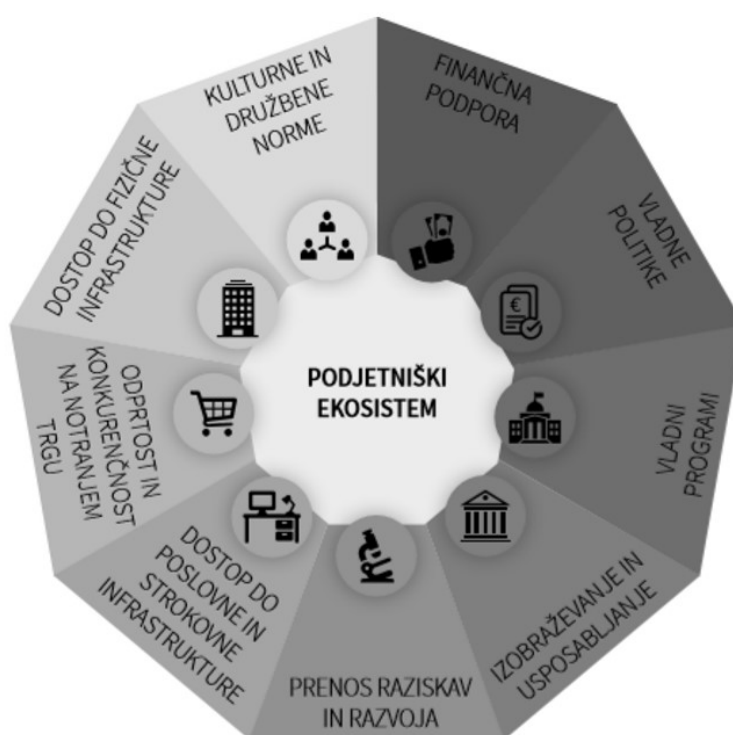 KULTURNE IN
DRUŽBENE
NORME
FINANČNA
PODPORA
VLADNE
POLITIKE
VLADNI
PROGRAMI
IZOBRAŽEVANJE IN
USPOSABLJANJE
PRENOS RAZISKAV
IN RAZVOJA
DOSTOP DO
POSLOVNE IN
STROKOVNE
INFRASTRUKTURE
ODPRTOST IN
KONKURENČNOST
NA NOTRANJEM
TRGU
DOSTOP DO FIZIČNE
INFRASTRUKTURE
PODJETNIŠKI
EKOSISTEM
€